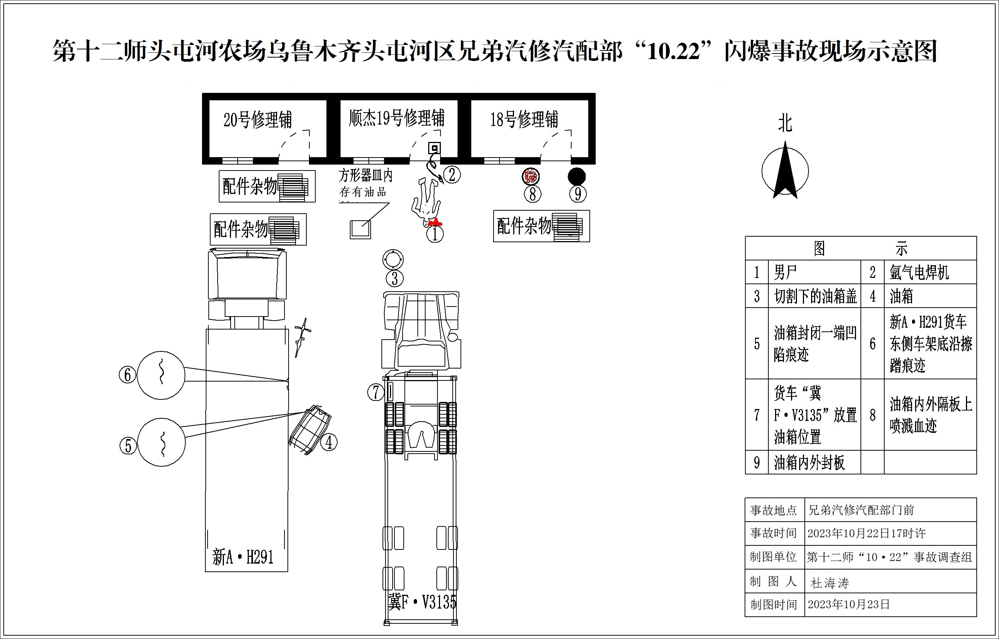 第十二师头屯河农场乌鲁木齐头屯河区兄弟汽修汽配部“10.22”闪爆事故现场示意图
20号修理铺
顺杰19号修理铺
18号修理铺
北
配件杂物
方形器皿内
存有油品
2
8
9
配件杂物
1
配件杂物
3
6
7
5
4
新A·H291
冀F·V3135
图 示
1 男尸 2 氩气电焊机
3 切割下的油箱盖 4 油箱
5 油箱封闭一端凹
陷痕迹
6 新A·H291货车
东侧车架底沿擦
蹭痕迹
7 货车“冀
F·V3135”放置
油箱位置
8 油箱内外隔板上
喷溅血迹
9 油箱内外封板
事故地点 兄弟汽修汽配部门前
事故时间 2023年10月22日17时许
制图单位 第十二师“10·22”事故调查组
制 图 人 杜海涛
制图时间 2023年10月23日